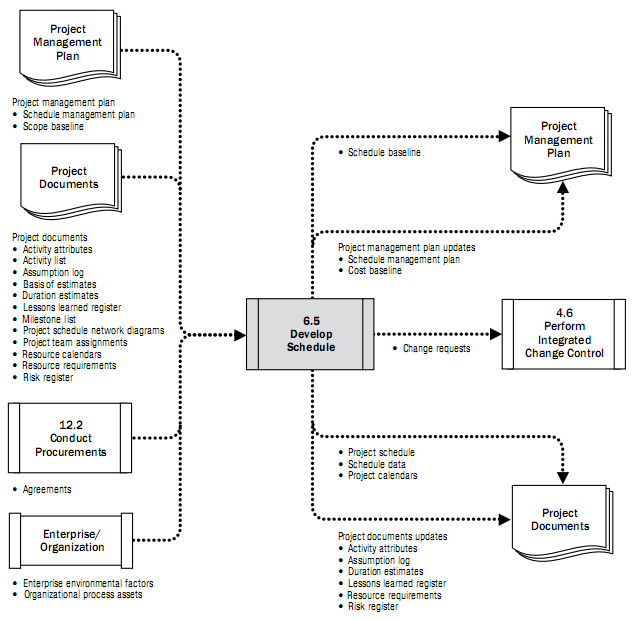 Project
Management
Plan
Project management plan
• Schedule management plan
• Scope baseline
Project
Documents
Project documents
• Activity attributes
• Activity list
• Assumption log
• Basis of estimates
• Duration estimates
• Lessons learned register
• Milestone list
• Project schedule network diagrams
• Project team assignments
• Resource calendars
• Resource requirements
• Risk register
12.2
Conduct
Procurements
• Agreements
Enterprise/
Organization
• Enterprise environmental factors
• Organizational process assets
6.5
Develop
Schedule
• Schedule baseline
Project
Management
Plan
Project management plan updates
• Schedule management plan
• Cost baseline
• Change requests
4.6
Perform
Integrated
Change Control
• Project schedule
• Schedule data
• Project calendars
Project
Documents
Project documents updates
• Activity attributes
• Assumption log
• Duration estimates
• Lessons learned register
• Resource requirements
• Risk register